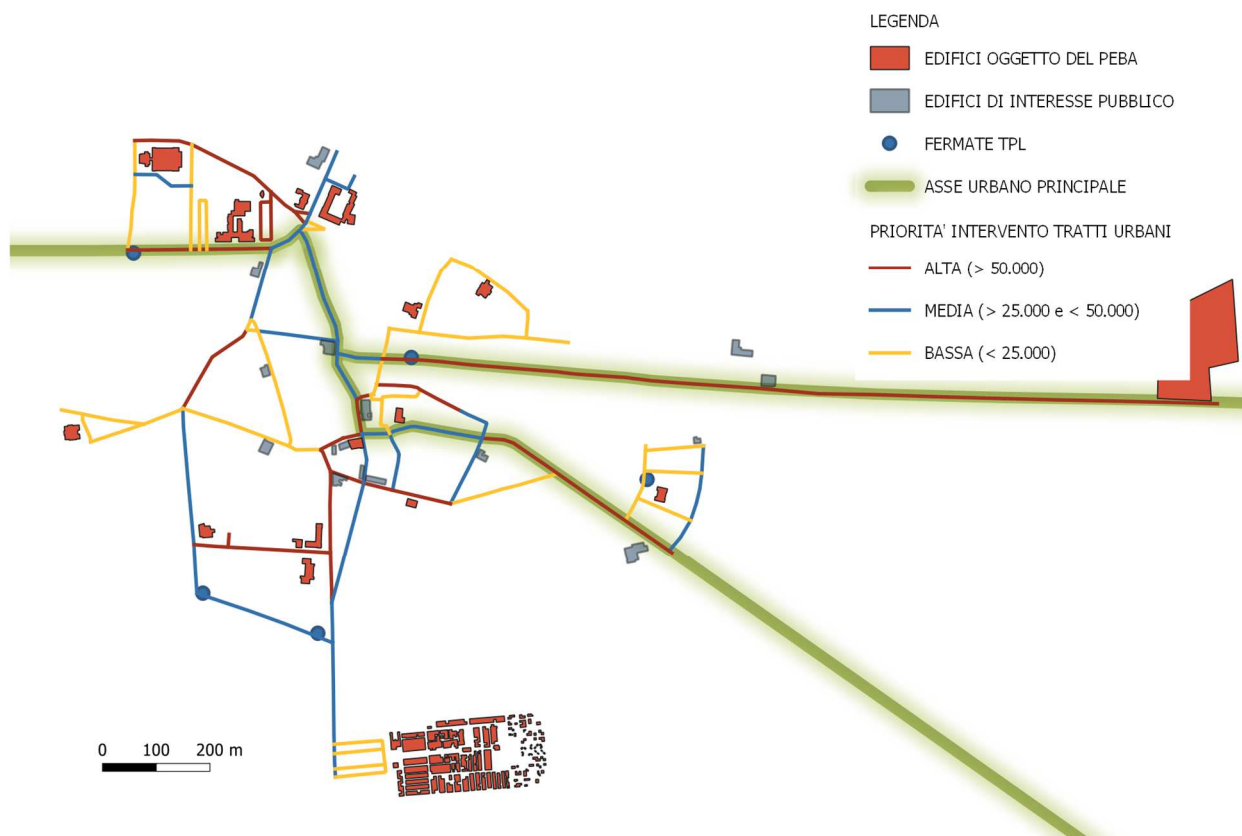 LEGENDA
EDIFICI OGGETTO DEL PEBA
EDIFICI DI INTERESSE PUBBLICO
FERMATE TPL
ASSE URBANO PRINCIPALE
PRIORITA' INTERVENTO TRATTI URBANI
ALTA (> 50.000)
MEDIA (> 25.000 e < 50.000)
BASSA (< 25.000)
0 100 200 m